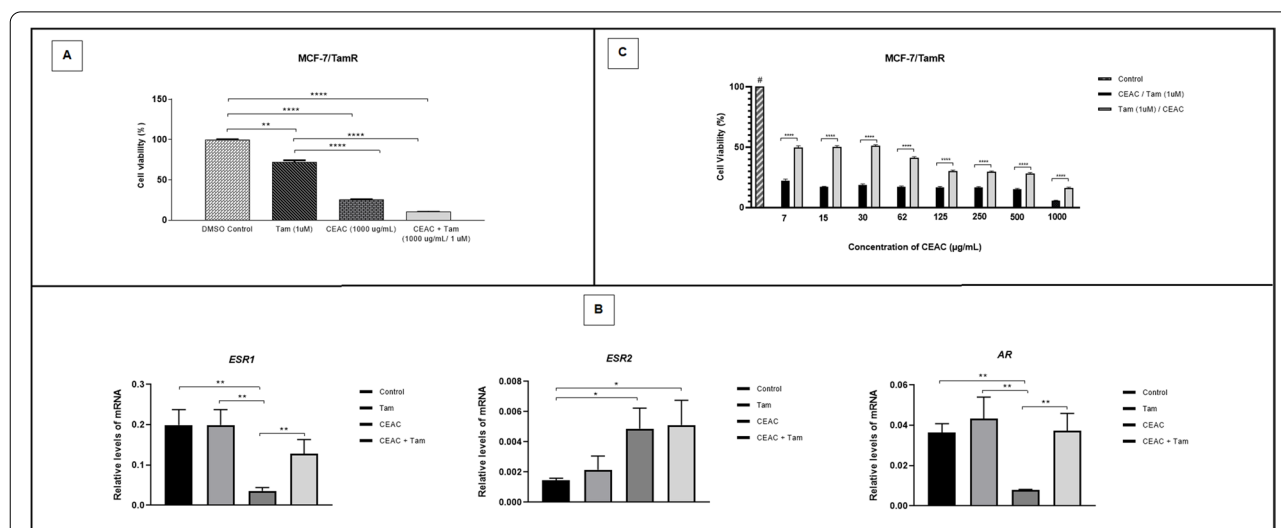 A
MCF-7/TamR
Cell viability (%)
150
100
50
0
****
****
**
****
****
DMSO Control
Tam (1uM)
CEAC (1000 ug/mL)
CEAC + Tam
(1000 ug/mL/ 1 uM)
C
MCF-7/TamR
Cell Viability (%)
100
50
0
#
****
****
****
****
****
****
****
****
7
15
30
62
125
250
500
1000
Concentration of CEAC (µg/mL)
Control
CEAC / Tam (1uM)
Tam (1uM) / CEAC
B
ESR1
Relative levels of mRNA
0.3
0.2
0.1
0.0
**
**
**
Control
Tam
CEAC
CEAC + Tam
ESR2
Relative levels of mRNA
0.008
0.006
0.004
0.002
0.000
*
*
Control
Tam
CEAC
CEAC + Tam
AR
Relative levels of mRNA
0.06
0.04
0.02
0.00
**
**
**
Control
Tam
CEAC
CEAC + Tam